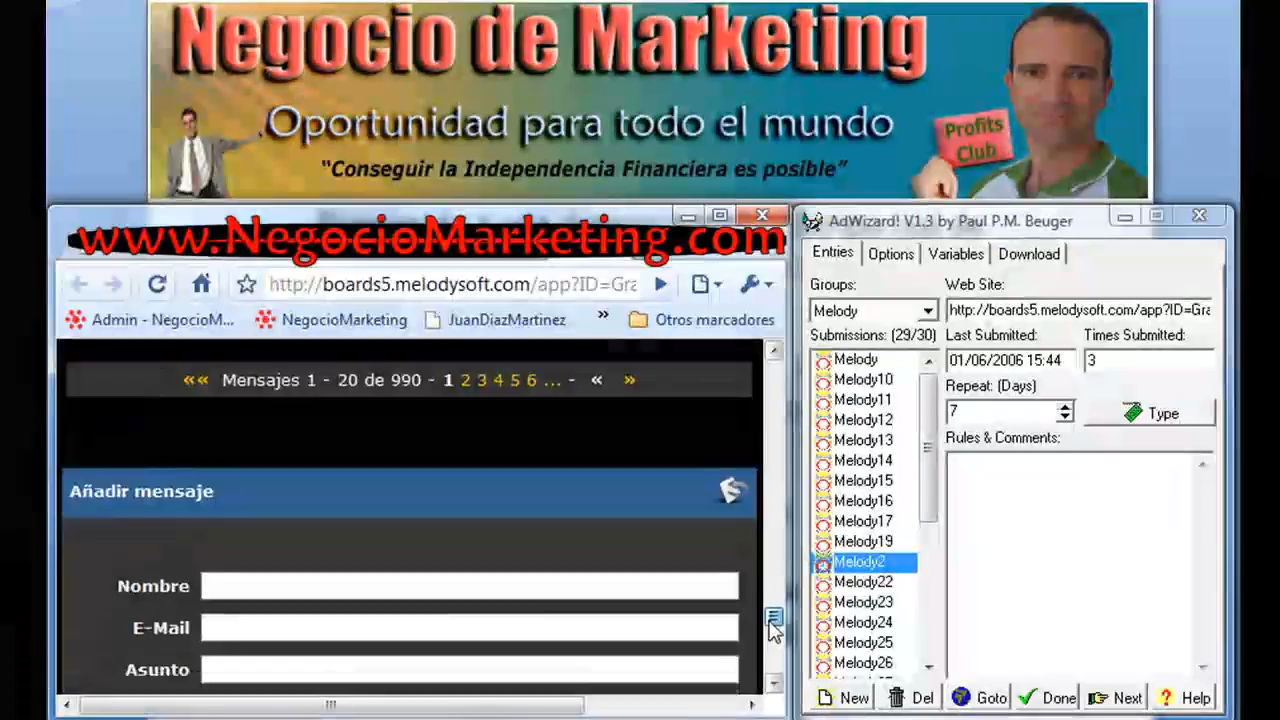 Negocio de Marketing
Oportunidad para todo el mundo
"Conseguir la Independencia Financiera es posible"
Profits
Club
www.NegocioMarketing.com
http://boards5.melodysoft.com/app?ID=Gra
Admin - NegocioM...
NegocioMarketing
JuanDiazMartinez
»
Otros marcadores
«« Mensajes 1 - 20 de 990 - 1 2 3 4 5 6 ... - « »
Añadir mensaje
Nombre
E-Mail
Asunto
AdWizard! V1.3 by Paul P.M. Beuger
Entries Options Variables Download
Groups: Web Site:
Melody http://boards5.melodysoft.com/app?ID=Gra
Submissions: (29/30) Last Submitted: Times Submitted:
01/06/2006 15:44 3
Repeat: (Days)
7 Type
Rules & Comments:
Melody
Melody10
Melody11
Melody12
Melody13
Melody14
Melody15
Melody16
Melody17
Melody19
Melody2
Melody22
Melody23
Melody24
Melody25
Melody26
New Del Goto Done Next Help